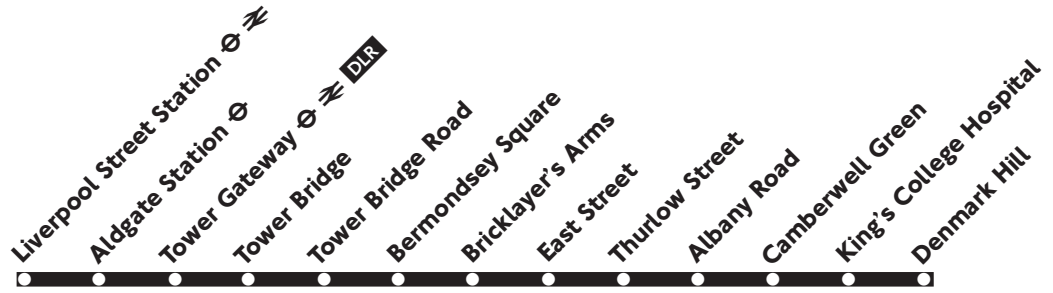 Liverpool Street Station
Aldgate Station
Tower Gateway DLR
Tower Bridge
Tower Bridge Road
Bermondsey Square
Bricklayer's Arms
East Street
Thurlow Street
Albany Road
Camberwell Green
King's College Hospital
Denmark Hill